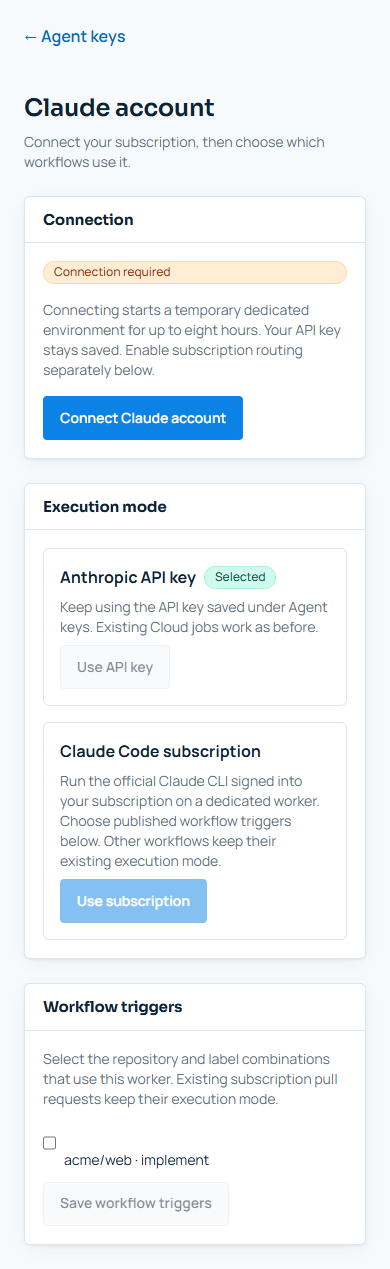 ← Agent keys
Claude account
Connect your subscription, then choose which
workflows use it.
Connection
Connection required
Connecting starts a temporary dedicated
environment for up to eight hours. Your API key
stays saved. Enable subscription routing
separately below.
Connect Claude account
Execution mode
Anthropic API key Selected
Keep using the API key saved under Agent
keys. Existing Cloud jobs work as before.
Use API key
Claude Code subscription
Run the official Claude CLI signed into
your subscription on a dedicated worker.
Choose published workflow triggers
below. Other workflows keep their
existing execution mode.
Use subscription
Workflow triggers
Select the repository and label combinations
that use this worker. Existing subscription pull
requests keep their execution mode.
acme/web · implement
Save workflow triggers